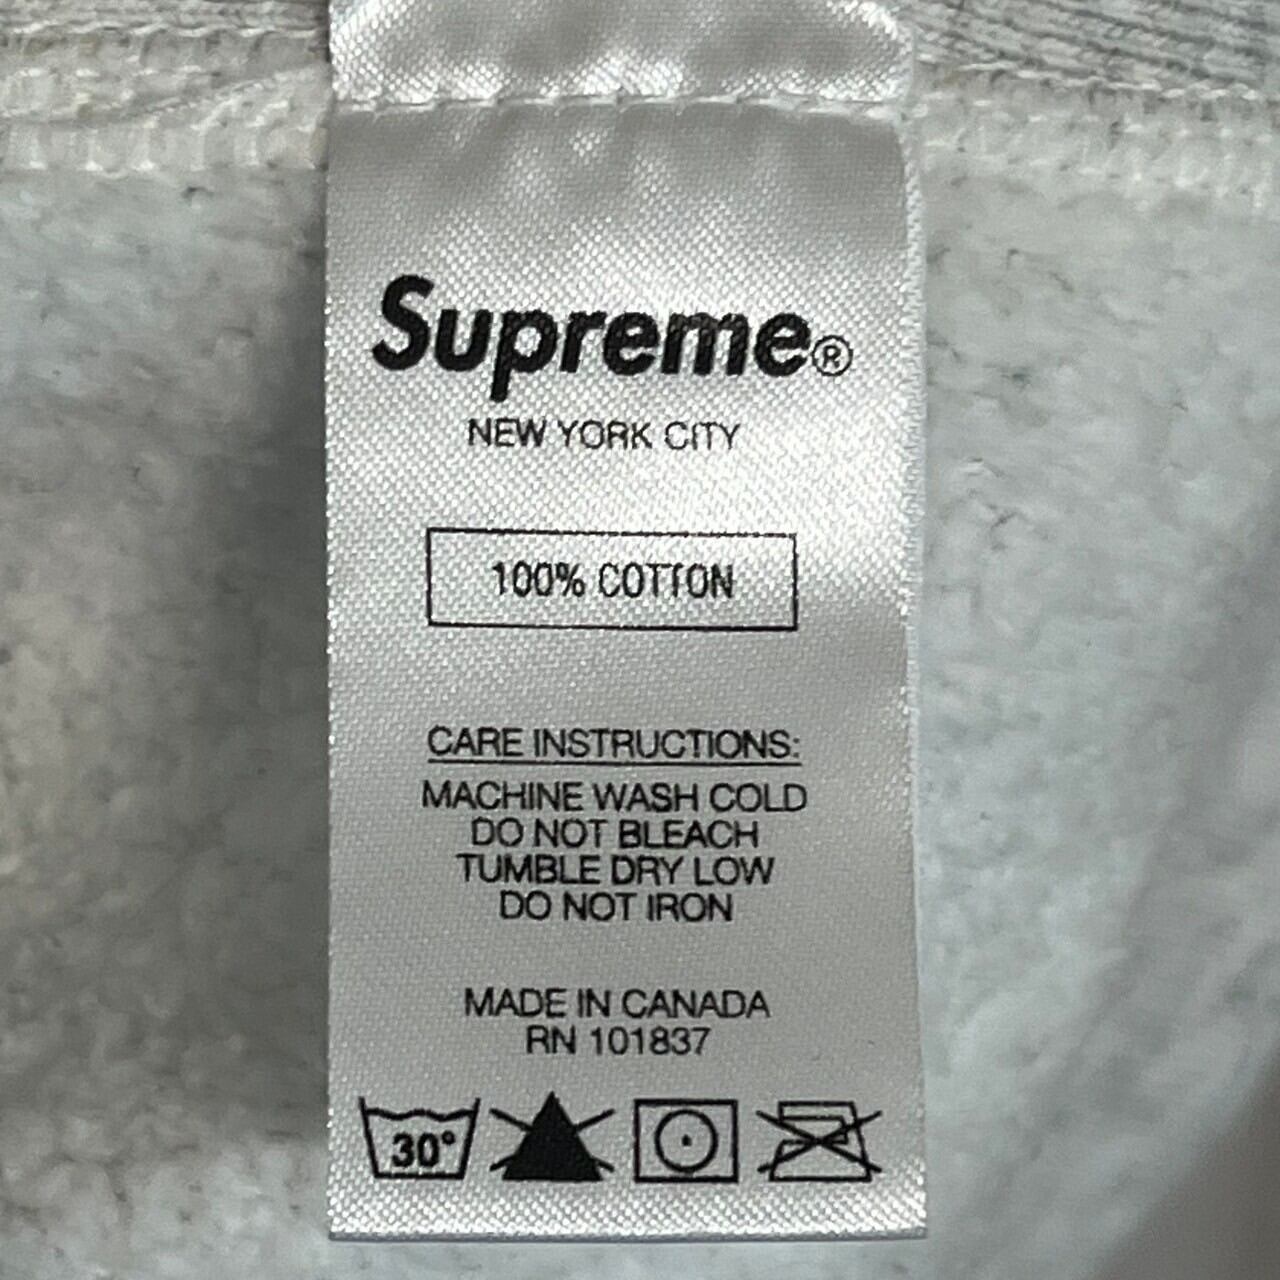 Supreme®
NEW YORK CITY
100% COTTON
CARE INSTRUCTIONS:
MACHINE WASH COLD
DO NOT BLEACH
TUMBLE DRY LOW
DO NOT IRON
MADE IN CANADA
RN 101837
30°